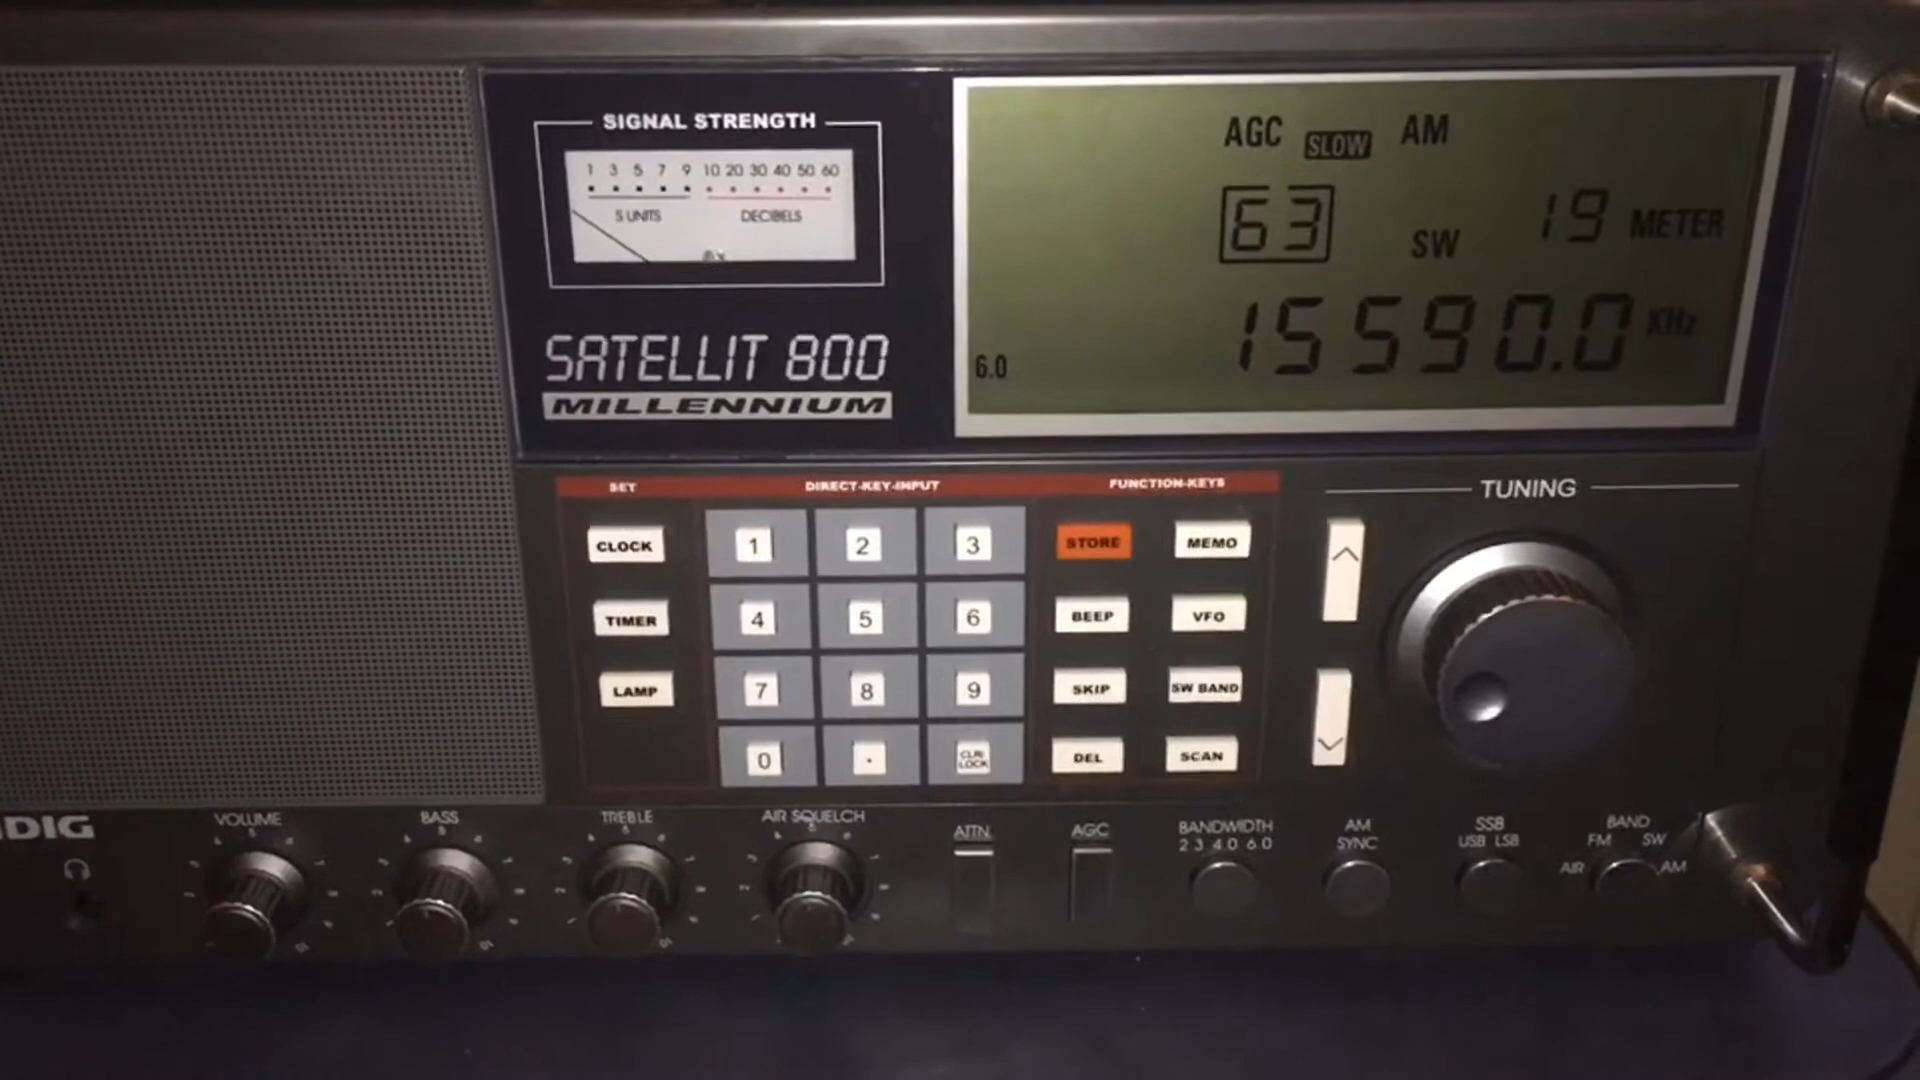 SIGNAL STRENGTH
1 3 5 7 9 10 20 30 40 50 60
S UNITS DECIBELS
SATELLIT 800
MILLENNIUM
AGC SLOW AM
63 SW 19 METER
6.0 15590.0 KHz
SET DIRECT-KEY-INPUT FUNCTION-KEYS
TUNING
CLOCK 1 2 3 STORE MEMO
TIMER 4 5 6 BEEP VFO
LAMP 7 8 9 SKIP SW BAND
0 . CLR/LOCK DEL SCAN
DIG
VOLUME BASS TREBLE AIR SQUELCH ATTN. AGC
BANDWIDTH
2.3 4.0 6.0
AM
SYNC
SSB
USB LSB
BAND
FM SW
AIR AM